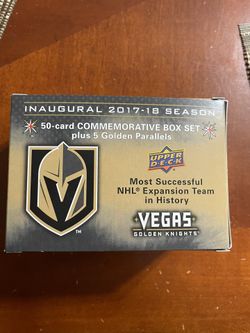 INAUGURAL 2017-18 SEASON
50-card COMMEMORATIVE BOX SET
plus 5 Golden Parallels
UPPER
DECK
Most Successful
NHL® Expansion Team
in History
VEGAS
GOLDEN KNIGHTS
TM